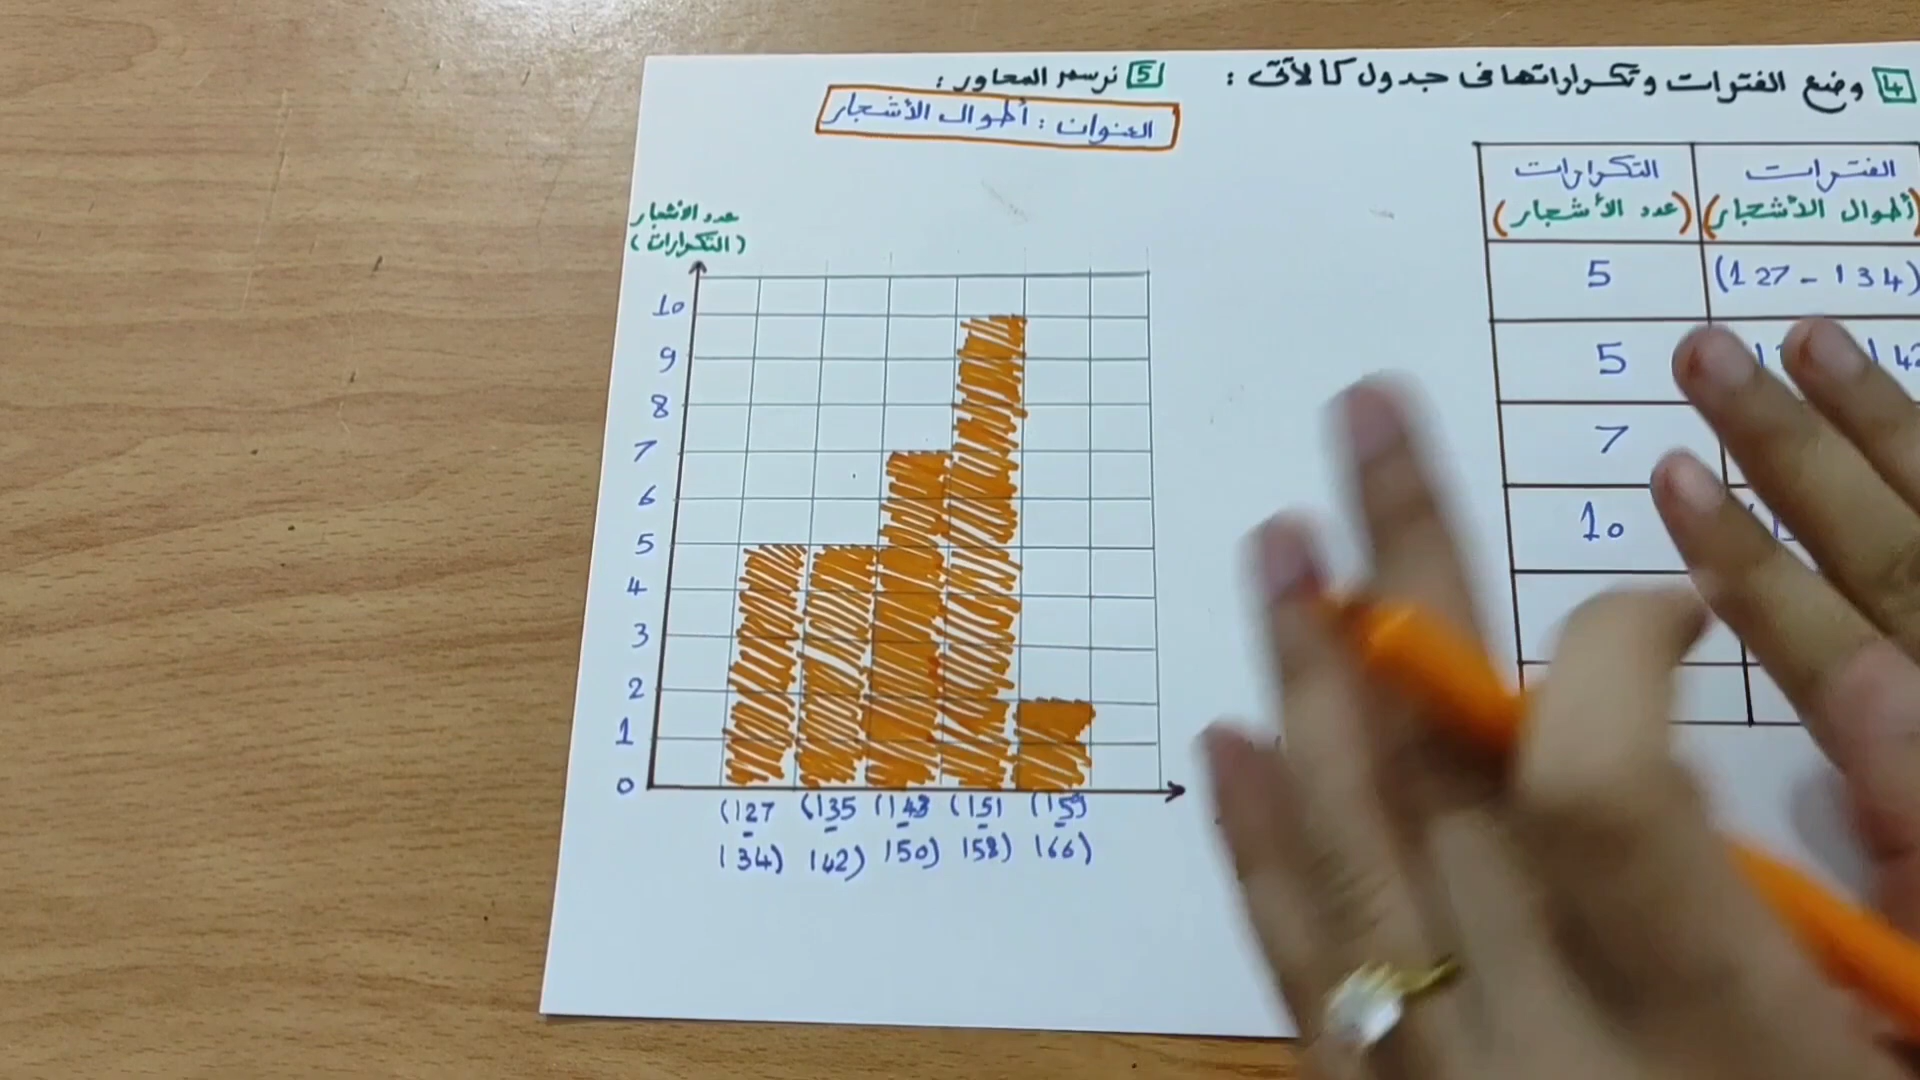 4 وضع الفترات وتكراراتها فى جدول كالآتى :
الفترات
التكرارات
(أطوال الأشجار)
(عدد الأشجار)
(127 - 134)
5
5
7
10
5 نرسم المحاور :
العنوان : أطوال الأشجار
عدد الأشجار
(التكرارات)
10
9
8
7
6
5
4
3
2
1
0
(127 - 134)
(135 - 142)
(143 - 150)
(151 - 158)
(159 - 166)